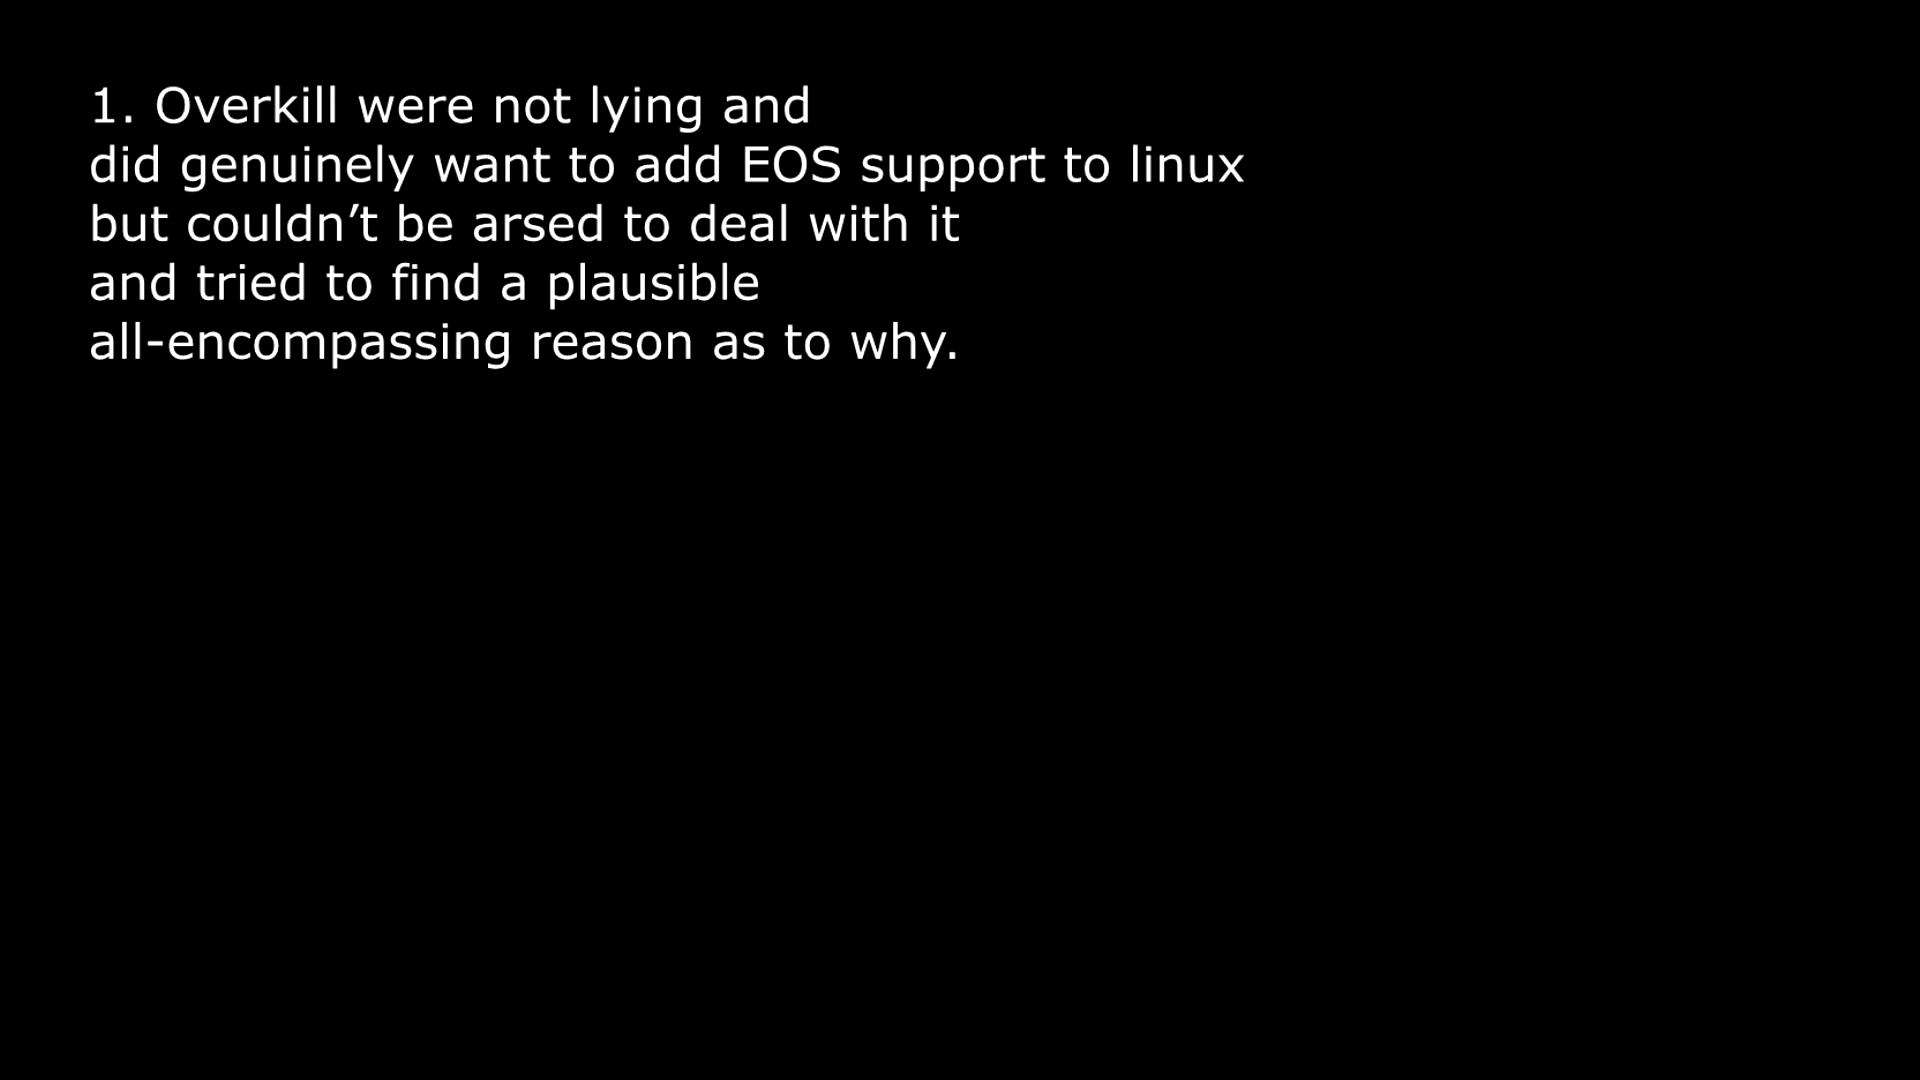 1. Overkill were not lying and
did genuinely want to add EOS support to linux
but couldn’t be arsed to deal with it
and tried to find a plausible
all-encompassing reason as to why.